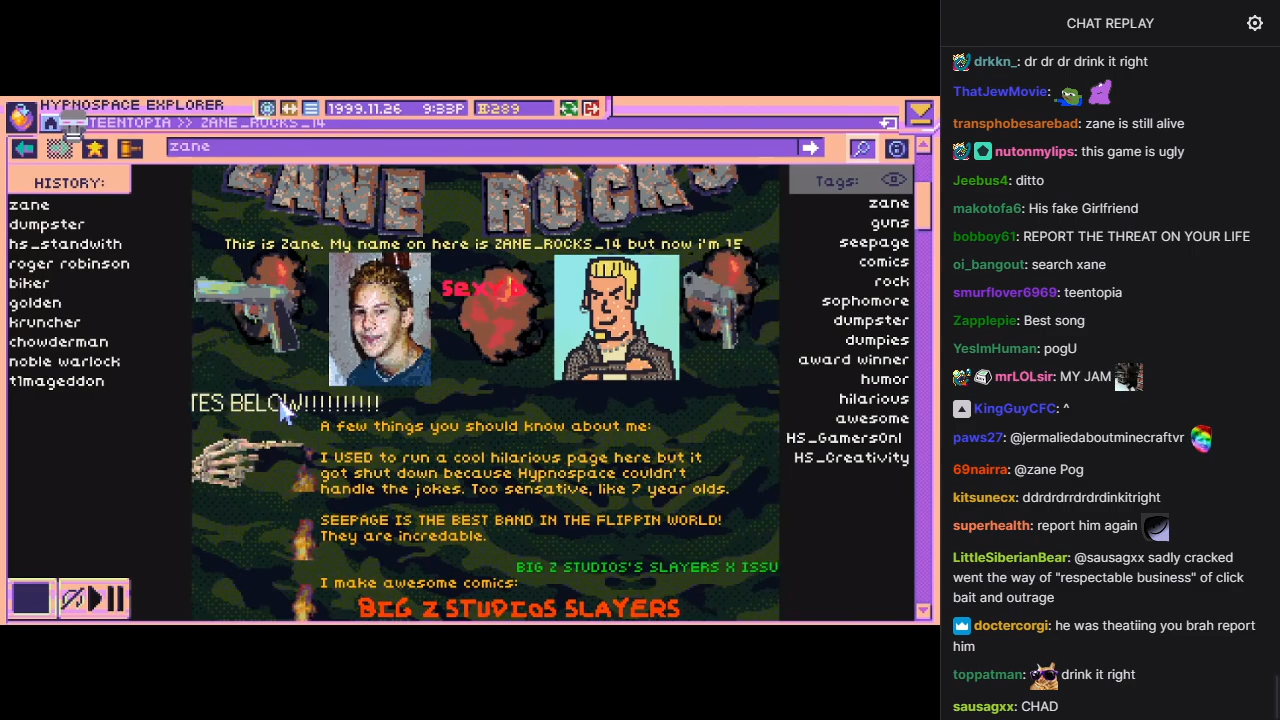 HYPNOSPACE EXPLORER
1999.11.26 9:33P 289
TEENTOPIA >> ZANE_ROCKS_14
zane
HISTORY:
zane
dumpster
hs_standwith
roger robinson
biker
golden
kruncher
chowderman
noble warlock
t1mageddon
ZANE ROCKS
This is Zane. My name on here is ZANE_ROCKS_14 but now i'm 15
TES BELOW!!!!!!!!!!
A few things you should know about me:
I USED to run a cool hilarious page here but it
got shut down because Hypnospace couldn't
handle the jokes. Too sensative, like 7 year olds.
SEEPAGE IS THE BEST BAND IN THE FLIPPIN WORLD!
They are incredable.
BIG Z STUDIOS'S SLAYERS X ISSU
I make awesome comics:
BIG Z STUDIOS SLAYERS
Tags:
zane
guns
seepage
comics
rock
sophomore
dumpster
dumpies
award winner
humor
hilarious
awesome
HS_GamersOnl
HS_Creativity
CHAT REPLAY
drkkn_: dr dr dr drink it right
ThatJewMovie:
transphobesarebad: zane is still alive
nutonmylips: this game is ugly
Jeebus4: ditto
makotofa6: His fake Girlfriend
bobboy61: REPORT THE THREAT ON YOUR LIFE
oi_bangout: search xane
smurflover6969: teentopia
Zapplepie: Best song
YesImHuman: pogU
mrLOLsir: MY JAM
KingGuyCFC: ^
paws27: @jermaliedaboutminecraftvr
69nairra: @zane Pog
kitsunecx: ddrdrdrrdrdrdinkitright
superhealth: report him again
LittleSiberianBear: @sausagxx sadly cracked
went the way of "respectable business" of click
bait and outrage
doctercorgi: he was theatiing you brah report
him
toppatman: drink it right
sausagxx: CHAD